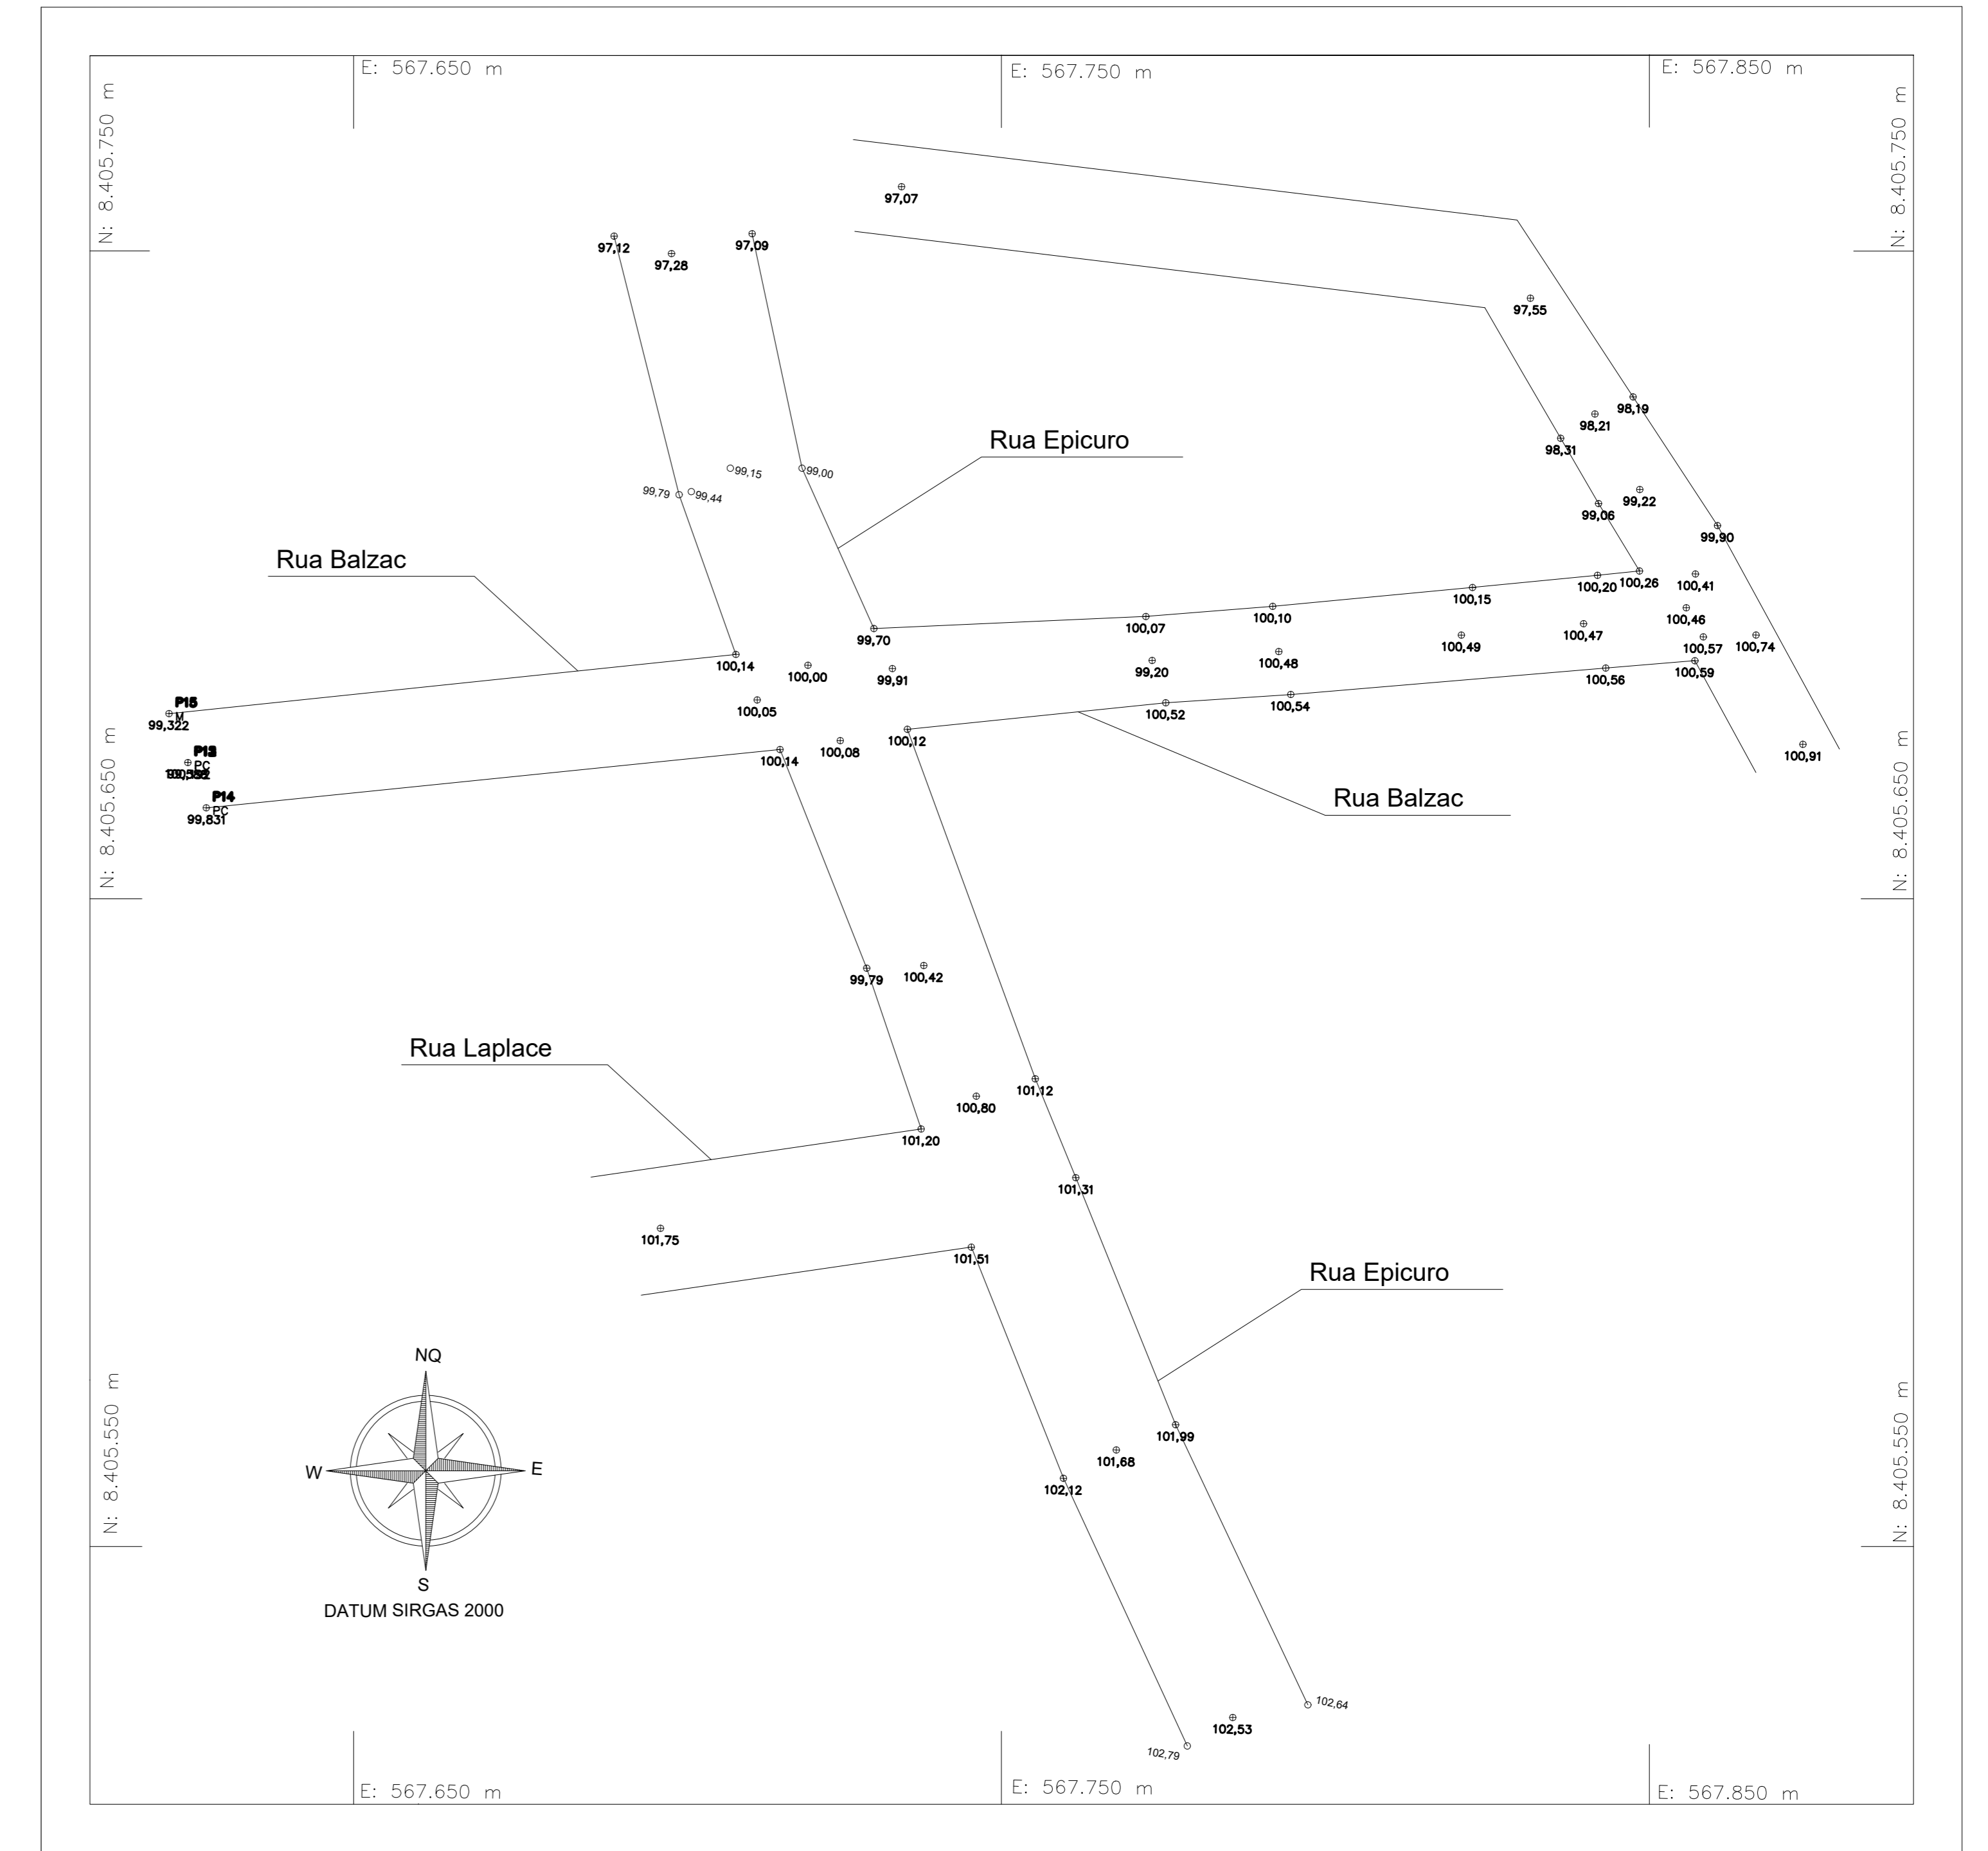 E: 567.650 m
E: 567.750 m
E: 567.850 m
N: 8.405.750 m
N: 8.405.750 m
97,07
97,12
97,28
97,09
97,55
98,19
98,21
98,31
Rua Epicuro
99,15
99,00
99,79
99,44
99,22
99,06
99,90
Rua Balzac
100,26
100,41
100,20
100,15
100,10
100,07
99,70
100,46
100,47
100,49
100,57
100,74
100,14
100,00
99,91
99,20
100,48
100,59
100,56
P15
M
99,322
100,05
100,52
100,54
100,12
100,08
100,14
100,91
PC
P14
PC
99,831
Rua Balzac
N: 8.405.650 m
N: 8.405.650 m
99,79
100,42
Rua Laplace
101,12
100,80
101,20
101,31
101,75
101,51
Rua Epicuro
NQ
W
E
S
DATUM SIRGAS 2000
101,99
101,68
102,12
N: 8.405.550 m
N: 8.405.550 m
102,64
102,53
102,79
E: 567.650 m
E: 567.750 m
E: 567.850 m